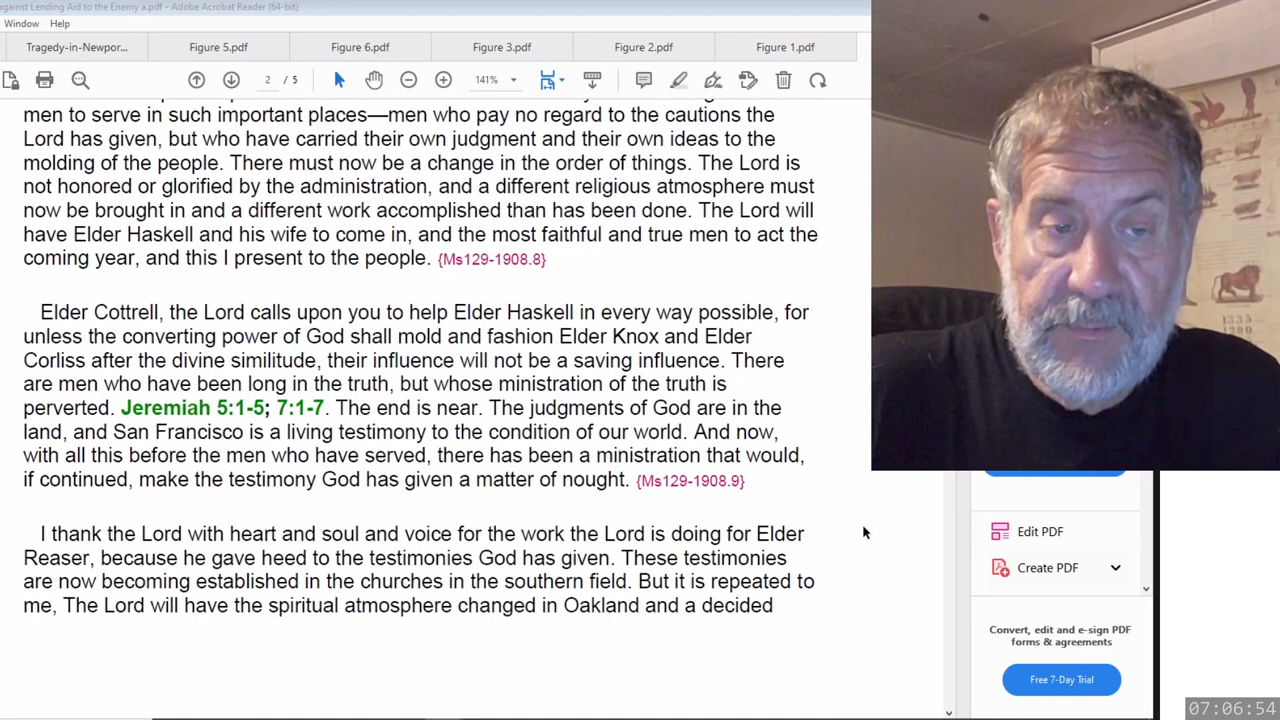 against Lending Aid to the Enemy a.pdf - Adobe Acrobat Reader (64-bit)
Window Help
Tragedy-in-Newpor... Figure 5.pdf Figure 6.pdf Figure 3.pdf Figure 2.pdf Figure 1.pdf
2 / 5 141%
men to serve in such important places—men who pay no regard to the cautions the
Lord has given, but who have carried their own judgment and their own ideas to the
molding of the people. There must now be a change in the order of things. The Lord is
not honored or glorified by the administration, and a different religious atmosphere must
now be brought in and a different work accomplished than has been done. The Lord will
have Elder Haskell and his wife to come in, and the most faithful and true men to act the
coming year, and this I present to the people. {Ms129-1908.8}
Elder Cottrell, the Lord calls upon you to help Elder Haskell in every way possible, for
unless the converting power of God shall mold and fashion Elder Knox and Elder
Corliss after the divine similitude, their influence will not be a saving influence. There
are men who have been long in the truth, but whose ministration of the truth is
perverted. Jeremiah 5:1-5; 7:1-7. The end is near. The judgments of God are in the
land, and San Francisco is a living testimony to the condition of our world. And now,
with all this before the men who have served, there has been a ministration that would,
if continued, make the testimony God has given a matter of nought. {Ms129-1908.9}
I thank the Lord with heart and soul and voice for the work the Lord is doing for Elder
Reaser, because he gave heed to the testimonies God has given. These testimonies
are now becoming established in the churches in the southern field. But it is repeated to
me, The Lord will have the spiritual atmosphere changed in Oakland and a decided
1335
1290
Edit PDF
Create PDF
Convert, edit and e-sign PDF
forms & agreements
Free 7-Day Trial
07:06:54